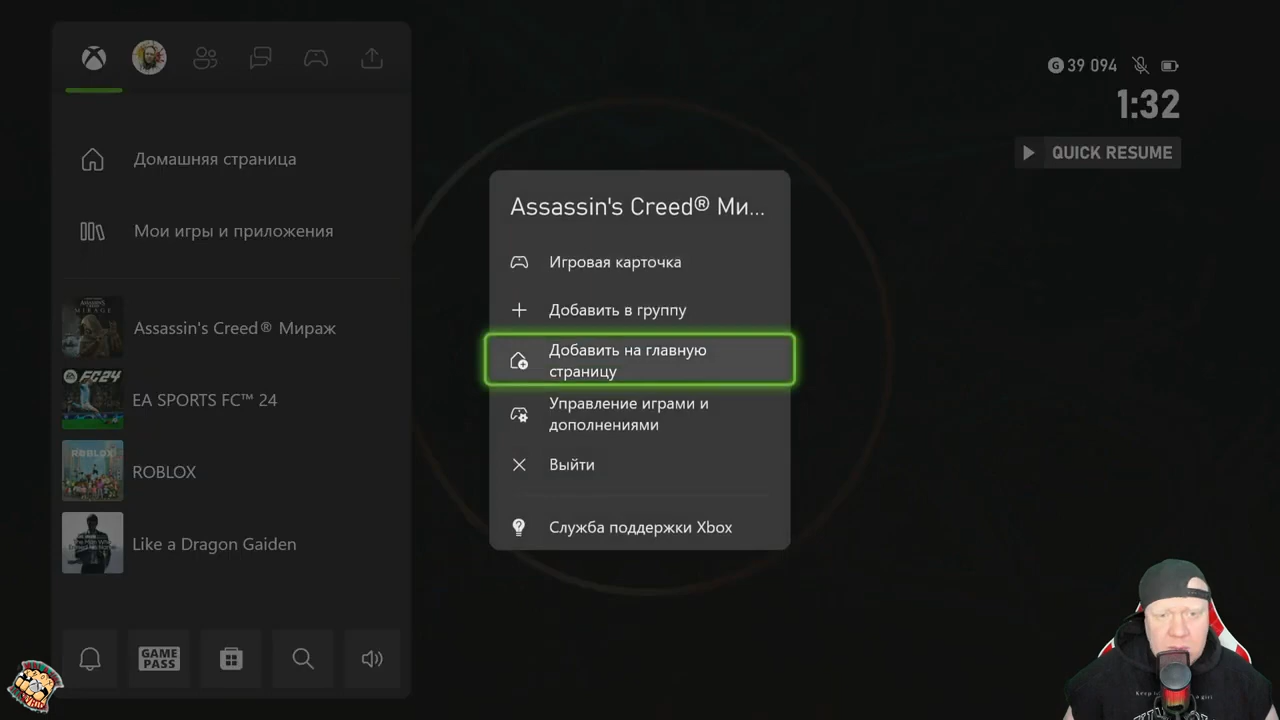 39 094
1:32
QUICK RESUME
Домашняя страница
Мои игры и приложения
Assassin's Creed® Мираж
EA SPORTS FC™ 24
ROBLOX
Like a Dragon Gaiden
GAME
PASS
Assassin's Creed® Ми...
Игровая карточка
Добавить в группу
Добавить на главную
страницу
Управление играми и
дополнениями
Выйти
Служба поддержки Xbox
FC24
ROBLOX